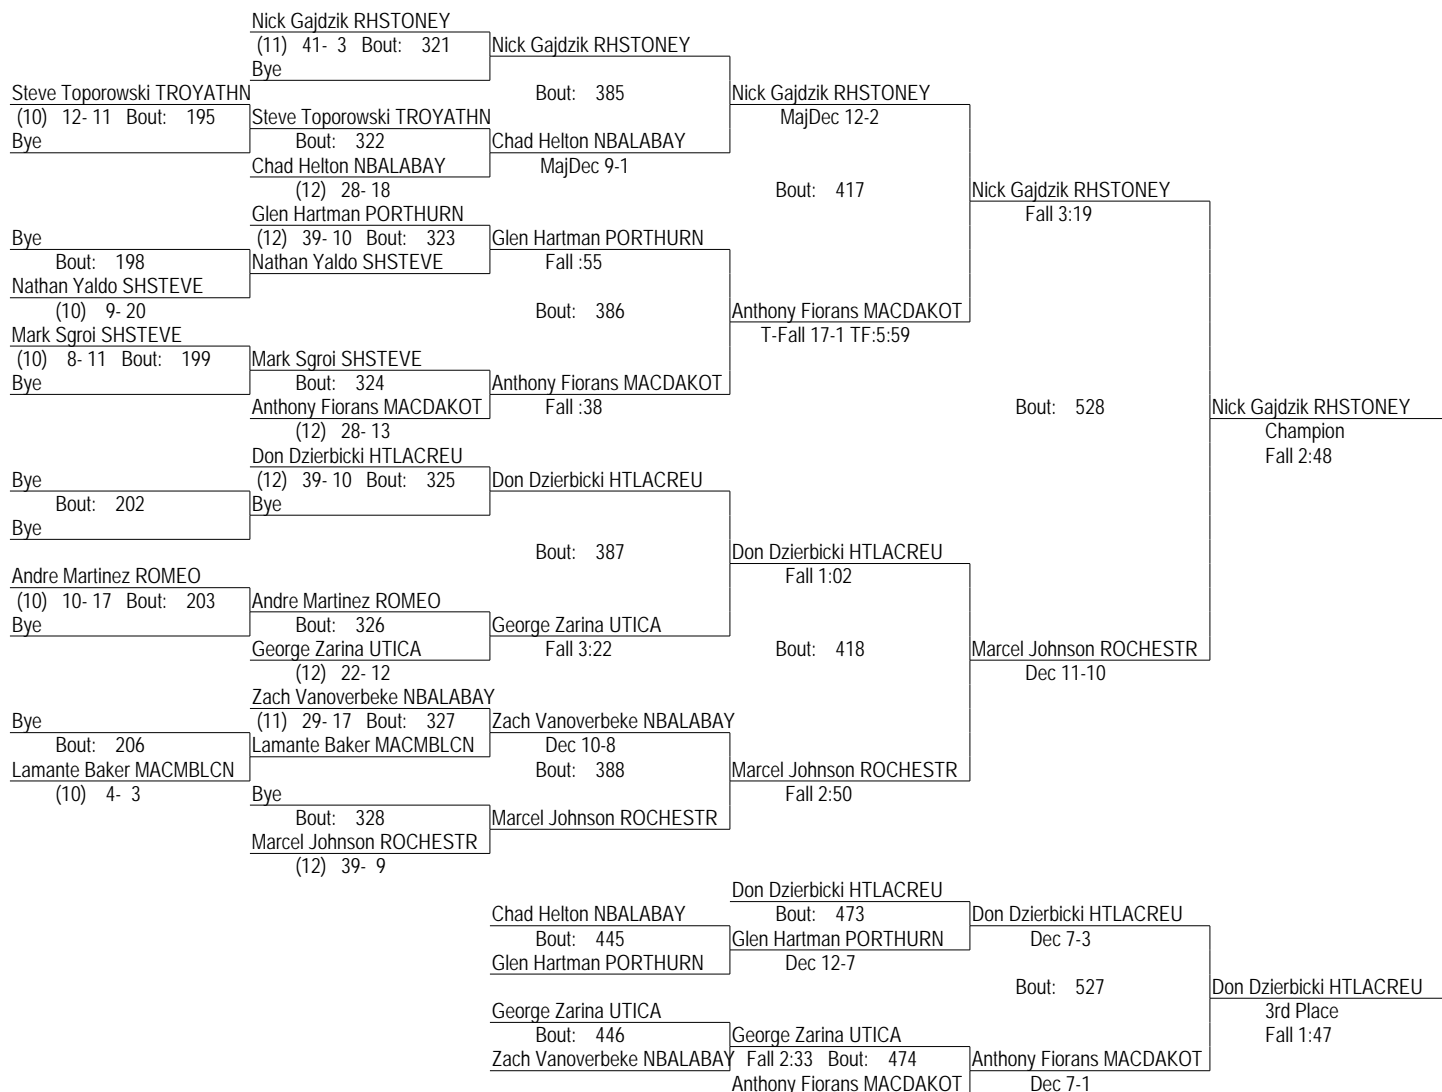 Nick Gajdzik RHSTONEY
(11) 41- 3 Bout: 321 Nick Gajdzik RHSTONEY
Bye
Steve Toporowski TROYATHN Bout: 385 Nick Gajdzik RHSTONEY
(10) 12- 11 Bout: 195 Steve Toporowski TROYATHN MajDec 12-2
Bye Bout: 322 Chad Helton NBALABAY
Chad Helton NBALABAY MajDec 9-1
(12) 28- 18 Bout: 417 Nick Gajdzik RHSTONEY
Glen Hartman PORTHURN Fall 3:19
Bye (12) 39- 10 Bout: 323 Glen Hartman PORTHURN
Bout: 198 Nathan Yaldo SHSTEVE Fall :55
Nathan Yaldo SHSTEVE
(10) 9- 20 Bout: 386 Anthony Fiorans MACDAKOT
Mark Sgroi SHSTEVE T-Fall 17-1 TF:5:59
(10) 8- 11 Bout: 199 Mark Sgroi SHSTEVE
Bye Bout: 324 Anthony Fiorans MACDAKOT
Anthony Fiorans MACDAKOT Fall :38 Bout: 528 Nick Gajdzik RHSTONEY
(12) 28- 13 Champion
Don Dzierbicki HTLACREU Fall 2:48
Bye (12) 39- 10 Bout: 325 Don Dzierbicki HTLACREU
Bout: 202 Bye
Bye
Bout: 387 Don Dzierbicki HTLACREU
Andre Martinez ROMEO Fall 1:02
(10) 10- 17 Bout: 203 Andre Martinez ROMEO
Bye Bout: 326 George Zarina UTICA
George Zarina UTICA Fall 3:22 Bout: 418 Marcel Johnson ROCHESTR
(12) 22- 12 Dec 11-10
Zach Vanoverbeke NBALABAY
Bye (11) 29- 17 Bout: 327 Zach Vanoverbeke NBALABAY
Bout: 206 Lamante Baker MACMBLCN Dec 10-8
Lamante Baker MACMBLCN Bout: 388 Marcel Johnson ROCHESTR
(10) 4- 3 Bye Fall 2:50
Bout: 328 Marcel Johnson ROCHESTR
Marcel Johnson ROCHESTR
(12) 39- 9
Don Dzierbicki HTLACREU
Chad Helton NBALABAY Bout: 473 Don Dzierbicki HTLACREU
Bout: 445 Glen Hartman PORTHURN Dec 7-3
Glen Hartman PORTHURN Dec 12-7
Bout: 527 Don Dzierbicki HTLACREU
George Zarina UTICA 3rd Place
Bout: 446 George Zarina UTICA Fall 1:47
Zach Vanoverbeke NBALABAY Fall 2:33 Bout: 474 Anthony Fiorans MACDAKOT
Anthony Fiorans MACDAKOT Dec 7-1